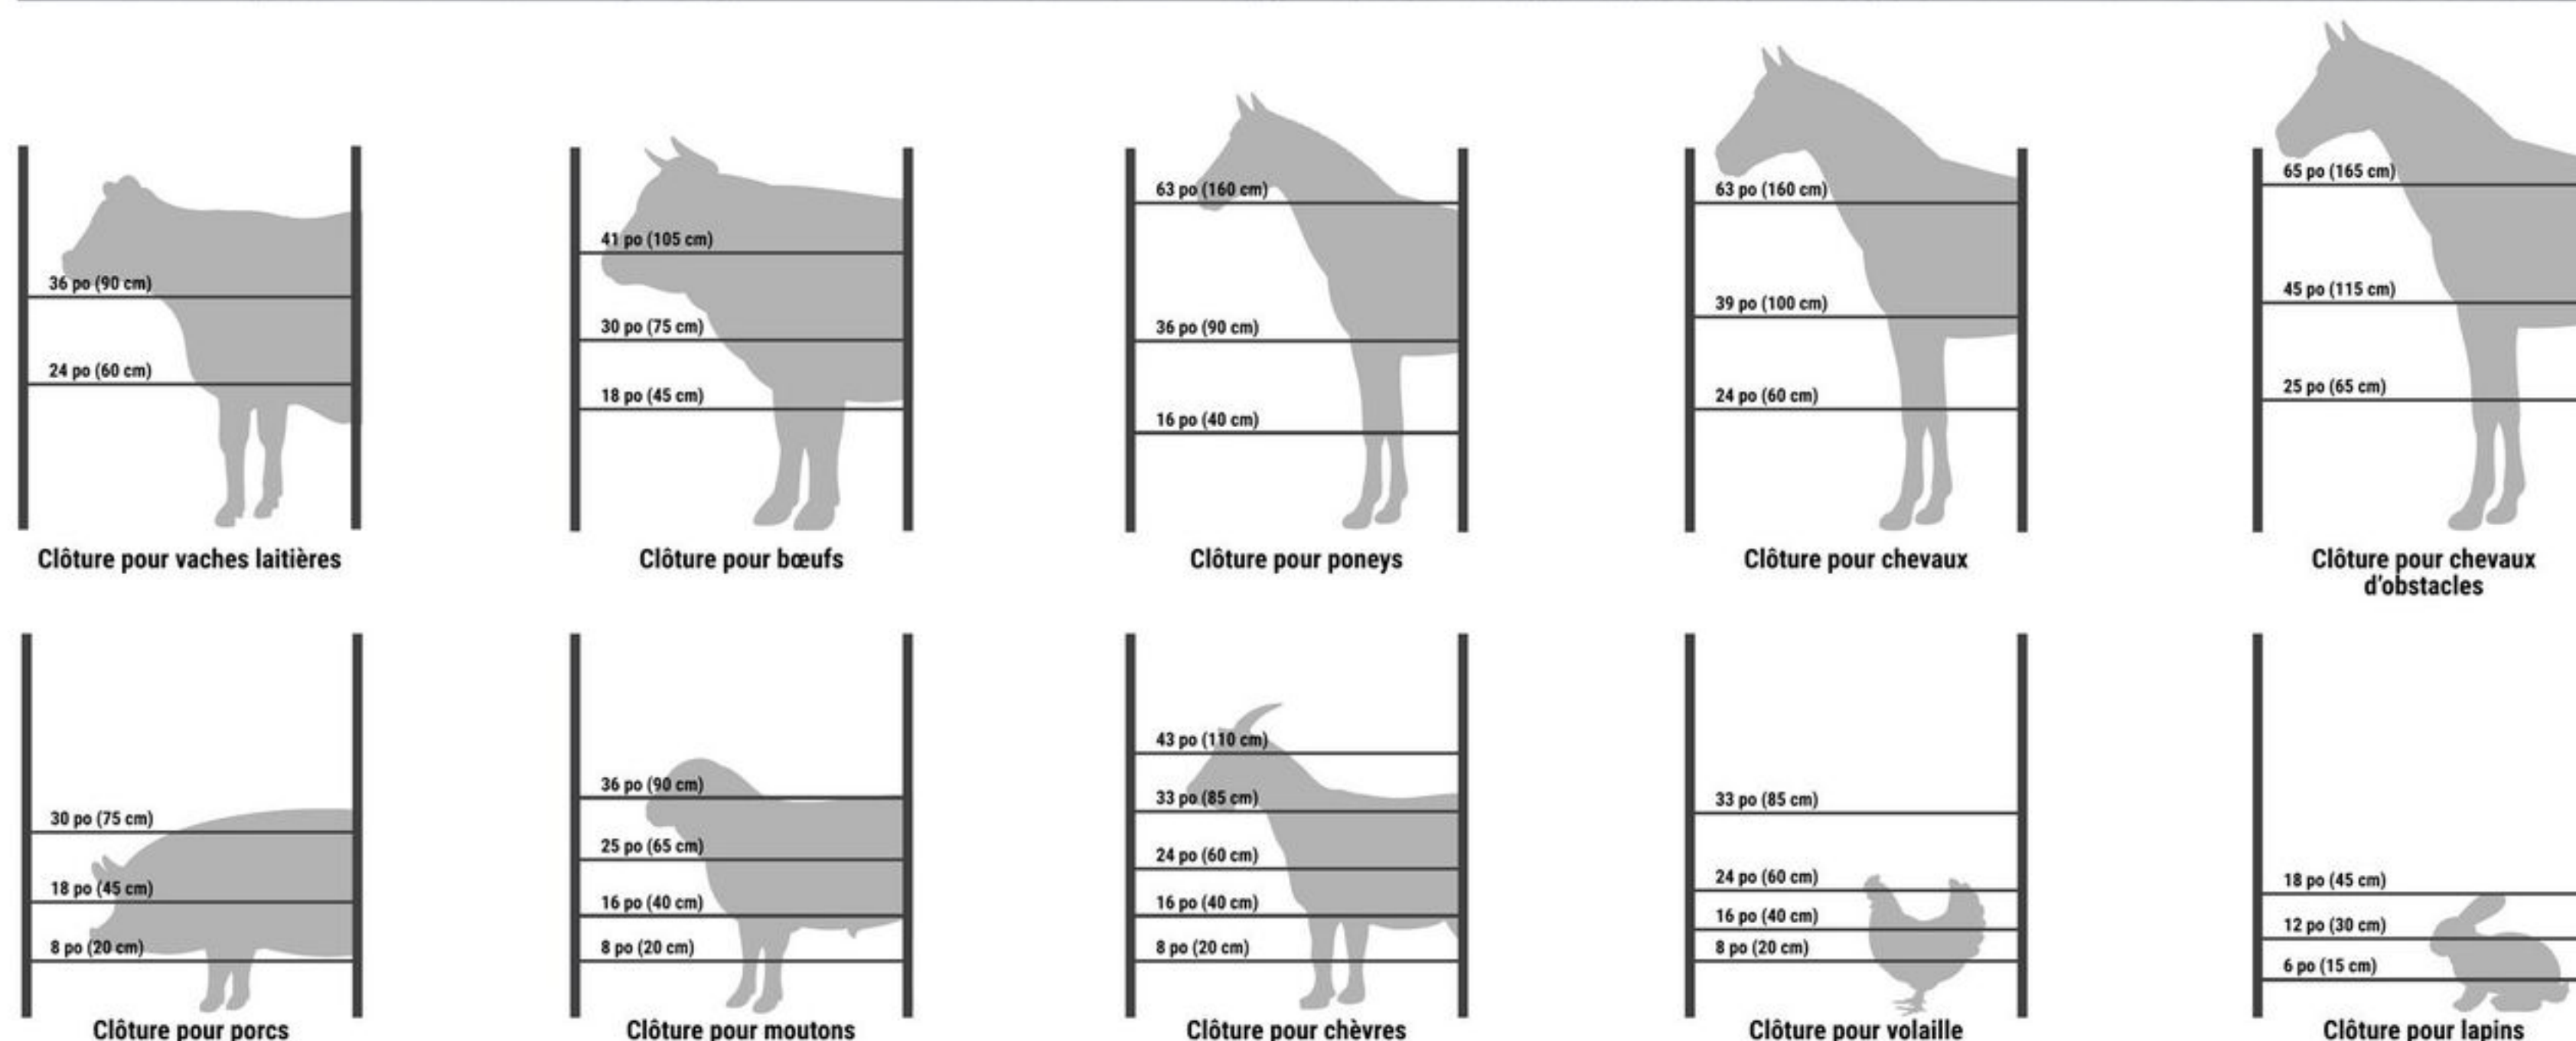 36 po (90 cm)
24 po (60 cm)
Clôture pour vaches laitières
41 po (105 cm)
30 po (75 cm)
18 po (45 cm)
Clôture pour bœufs
63 po (160 cm)
36 po (90 cm)
16 po (40 cm)
Clôture pour poneys
63 po (160 cm)
39 po (100 cm)
24 po (60 cm)
Clôture pour chevaux
65 po (165 cm)
45 po (115 cm)
25 po (65 cm)
Clôture pour chevaux
d'obstacles
30 po (75 cm)
18 po (45 cm)
8 po (20 cm)
Clôture pour porcs
36 po (90 cm)
25 po (65 cm)
16 po (40 cm)
8 po (20 cm)
Clôture pour moutons
43 po (110 cm)
33 po (85 cm)
24 po (60 cm)
16 po (40 cm)
8 po (20 cm)
Clôture pour chèvres
33 po (85 cm)
24 po (60 cm)
16 po (40 cm)
8 po (20 cm)
Clôture pour volaille
18 po (45 cm)
12 po (30 cm)
6 po (15 cm)
Clôture pour lapins